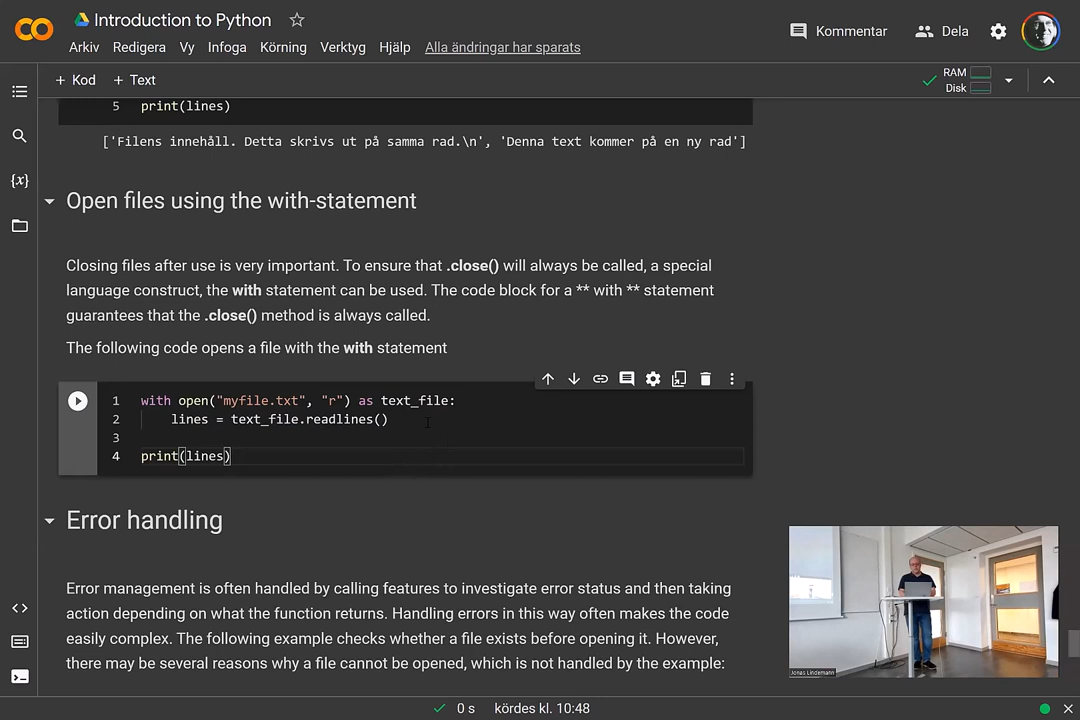 Introduction to Python
Kommentar
Dela
Arkiv Redigera Vy Infoga Körning Verktyg Hjälp Alla ändringar har sparats
+ Kod + Text
RAM
Disk
5 print(lines)
['Filens innehåll. Detta skrivs ut på samma rad.\n', 'Denna text kommer på en ny rad']
Open files using the with-statement
Closing files after use is very important. To ensure that .close() will always be called, a special
language construct, the with statement can be used. The code block for a ** with ** statement
guarantees that the .close() method is always called.
The following code opens a file with the with statement
1 with open("myfile.txt", "r") as text_file:
2 lines = text_file.readlines()
3
4 print(lines)
Error handling
Error management is often handled by calling features to investigate error status and then taking
action depending on what the function returns. Handling errors in this way often makes the code
easily complex. The following example checks whether a file exists before opening it. However,
there may be several reasons why a file cannot be opened, which is not handled by the example:
Jonas Lindemann
0 s kördes kl. 10:48